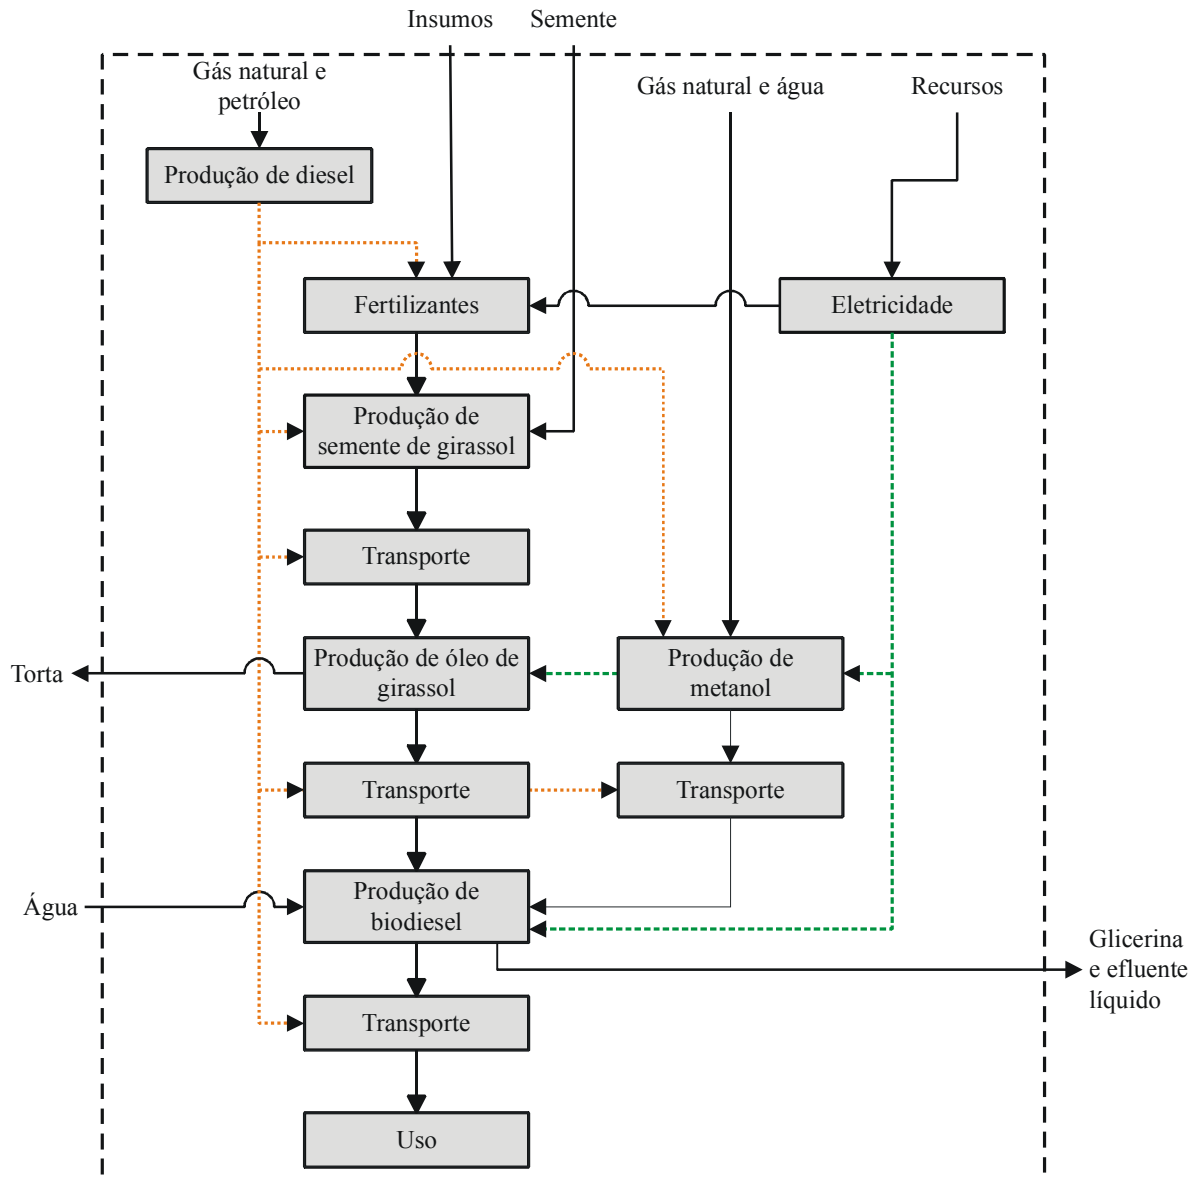 Insumos
Semente
Gás natural e
petróleo
Gás natural e água
Recursos
Produção de diesel
Fertilizantes
Eletricidade
Produção de
semente de girassol
Transporte
Torta
Produção de óleo de
girassol
Produção de
metanol
Transporte
Transporte
Água
Produção de
biodiesel
Glicerina
e efluente
líquido
Transporte
Uso